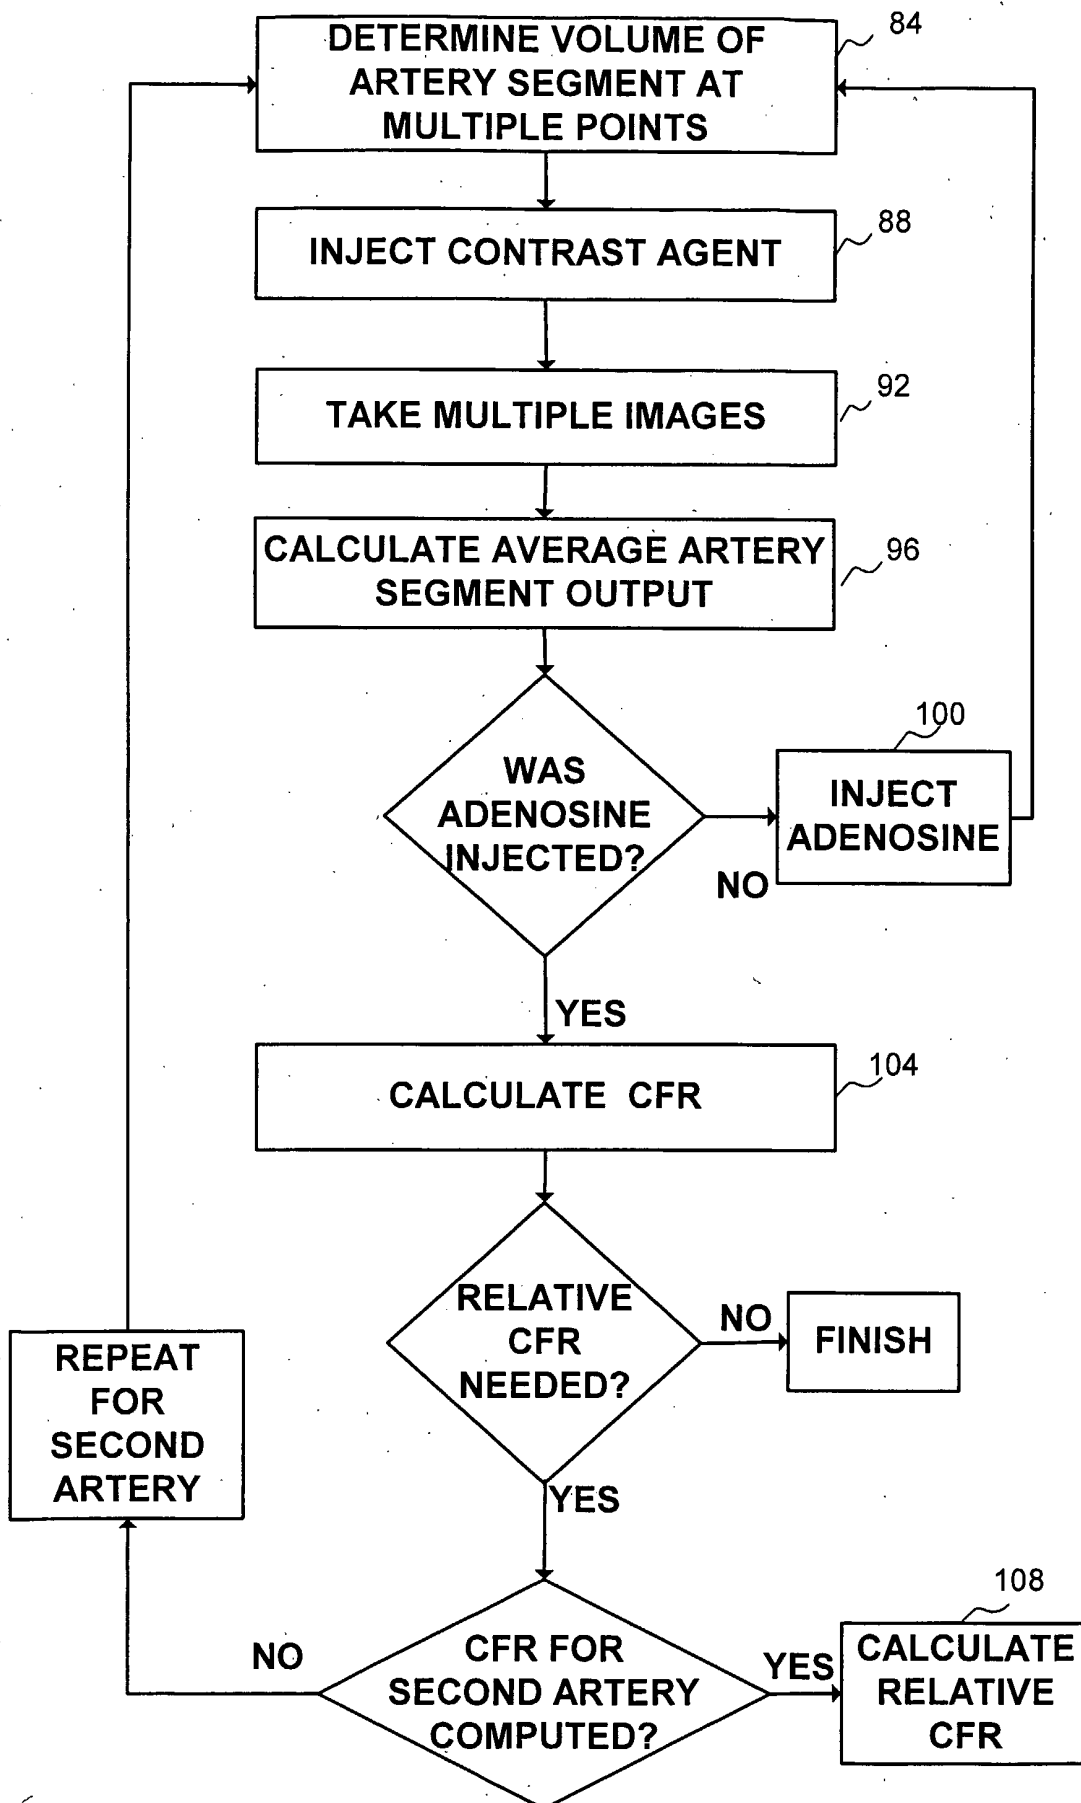 DETERMINE VOLUME OF
ARTERY SEGMENT AT
MULTIPLE POINTS
84
INJECT CONTRAST AGENT
88
TAKE MULTIPLE IMAGES
92
CALCULATE AVERAGE ARTERY
SEGMENT OUTPUT
96
WAS
ADENOSINE
INJECTED?
NO
100
INJECT
ADENOSINE
YES
CALCULATE CFR
104
RELATIVE
CFR
NEEDED?
NO
FINISH
REPEAT
FOR
SECOND
ARTERY
YES
CFR FOR
SECOND ARTERY
COMPUTED?
NO
YES
108
CALCULATE
RELATIVE
CFR